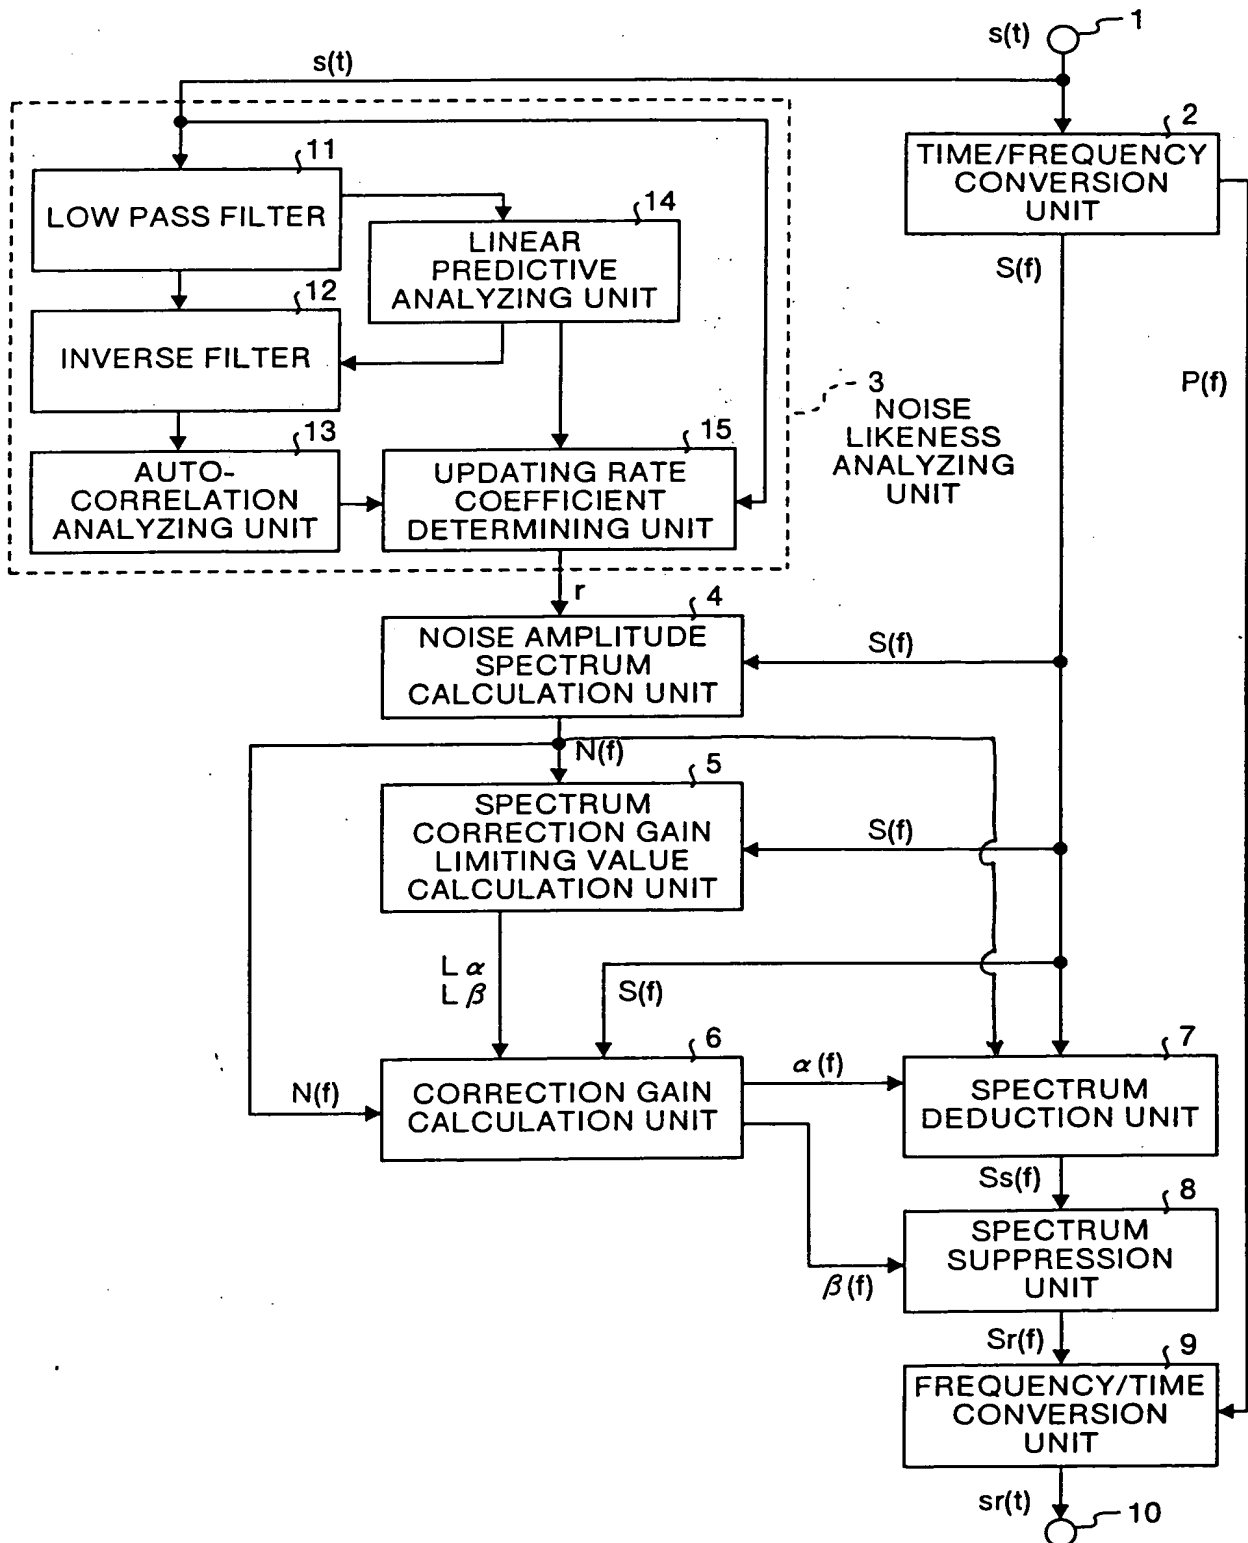 s(t)
1
s(t)
2
TIME/FREQUENCY
CONVERSION
UNIT
11
LOW PASS FILTER
14
LINEAR
PREDICTIVE
ANALYZING UNIT
S(f)
12
INVERSE FILTER
P(f)
3
NOISE
LIKENESS
ANALYZING
UNIT
13
AUTO-
CORRELATION
ANALYZING UNIT
15
UPDATING RATE
COEFFICIENT
DETERMINING UNIT
r
4
NOISE AMPLITUDE
SPECTRUM
CALCULATION UNIT
S(f)
N(f)
5
SPECTRUM
CORRECTION GAIN
LIMITING VALUE
CALCULATION UNIT
S(f)
L α
L β
S(f)
6
CORRECTION GAIN
CALCULATION UNIT
N(f)
α(f)
7
SPECTRUM
DEDUCTION UNIT
Ss(f)
8
SPECTRUM
SUPPRESSION
UNIT
β(f)
Sr(f)
9
FREQUENCY/TIME
CONVERSION
UNIT
sr(t)
10